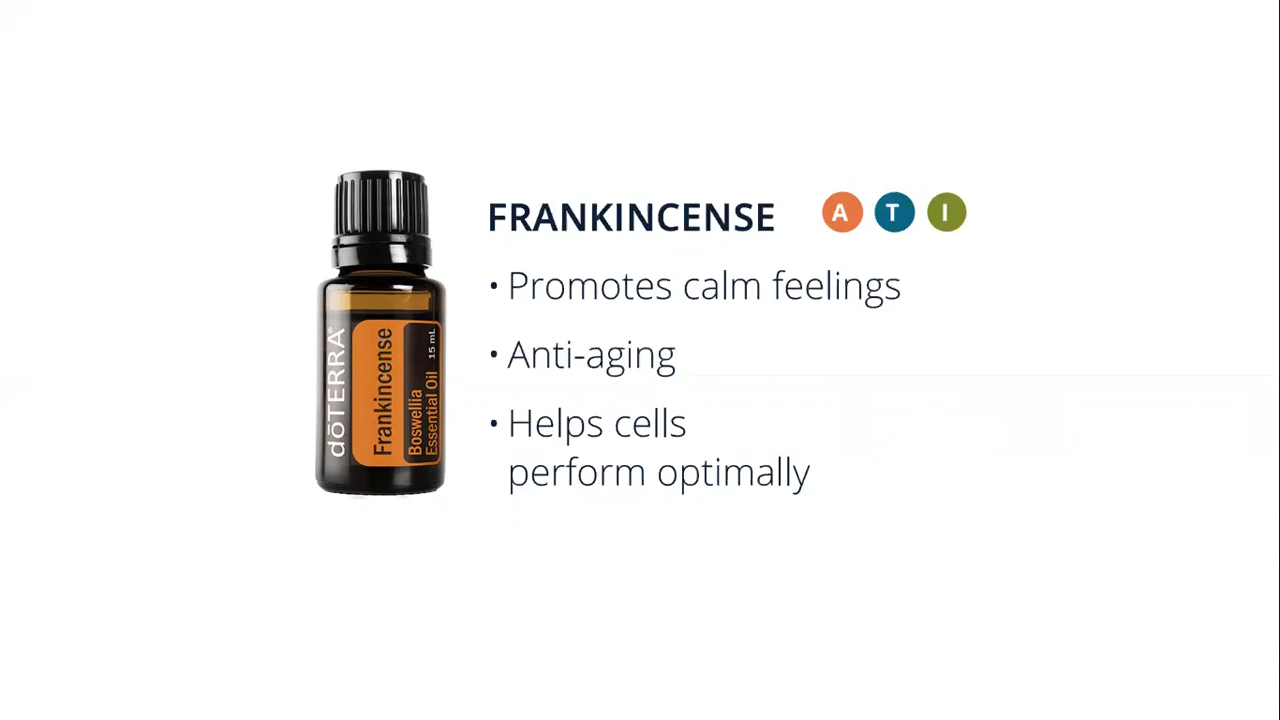 FRANKINCENSE A T I
• Promotes calm feelings
• Anti-aging
• Helps cells
perform optimally
dōTERRA®
Frankincense
Boswellia
Essential Oil 15 mL